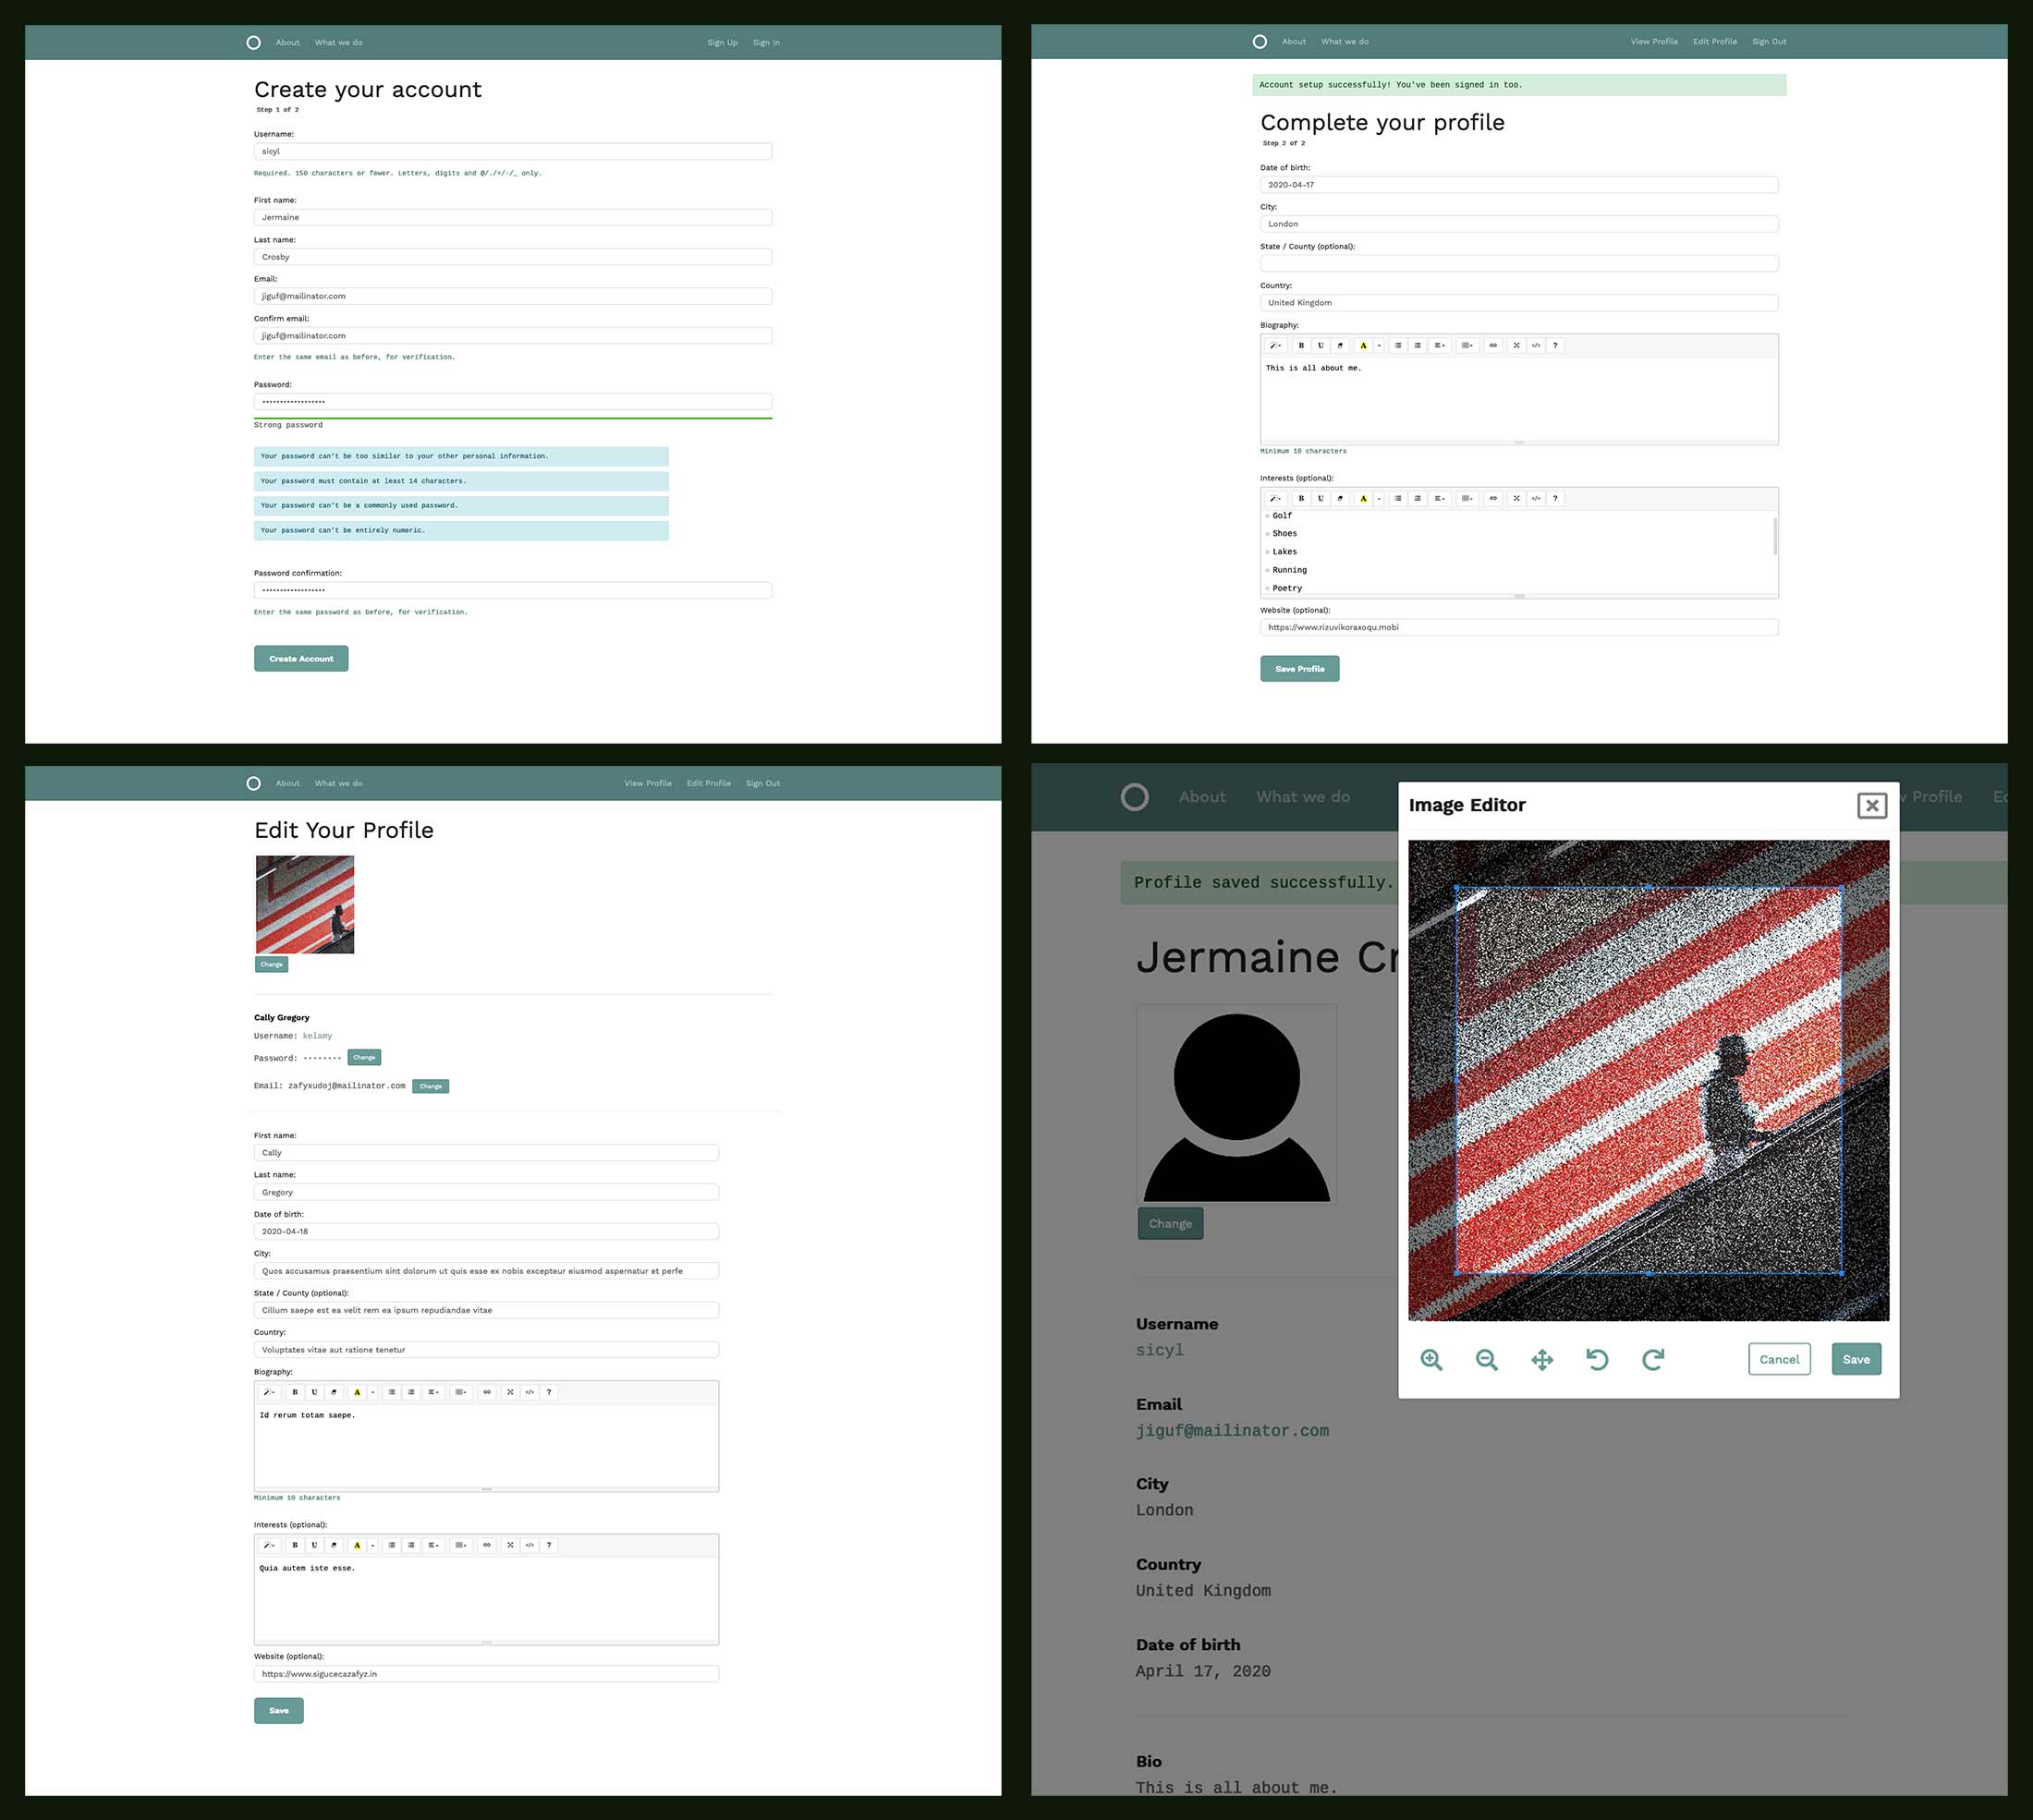 About What we do Sign Up Sign In
Create your account
Step 1 of 2
Username:
sicyl
Required. 150 characters or fewer. Letters, digits and @/./+/-/_ only.
First name:
Jermaine
Last name:
Crosby
Email:
jiguf@mailinator.com
Confirm email:
jiguf@mailinator.com
Enter the same email as before, for verification.
Password:
••••••••••••••••••
Strong password
Your password can't be too similar to your other personal information.
Your password must contain at least 14 characters.
Your password can't be a commonly used password.
Your password can't be entirely numeric.
Password confirmation:
••••••••••••••••••
Enter the same password as before, for verification.
Create Account
About What we do View Profile Edit Profile Sign Out
Account setup successfully! You've been signed in too.
Complete your profile
Step 2 of 2
Date of birth:
2020-04-17
City:
London
State / County (optional):
Country:
United Kingdom
Biography:
B U A </> ?
This is all about me.
Minimum 10 characters
Interests (optional):
B U A </> ?
Golf
Shoes
Lakes
Running
Poetry
Website (optional):
https://www.rizuvikoraxoqu.mobi
Save Profile
About What we do View Profile Edit Profile Sign Out
Edit Your Profile
Change
Cally Gregory
Username: kelamy
Password: •••••••• Change
Email: zafyxudoj@mailinator.com Change
First name:
Cally
Last name:
Gregory
Date of birth:
2020-04-18
City:
Quos accusamus praesentium sint dolorum ut quis esse ex nobis excepteur eiusmod aspernatur et perfe
State / County (optional):
Cillum saepe est ea velit rem ea ipsum repudiandae vitae
Country:
Voluptates vitae aut ratione tenetur
Biography:
B U A </> ?
Id rerum totam saepe.
Minimum 10 characters
Interests (optional):
B U A </> ?
Quia autem iste esse.
Website (optional):
https://www.sigucecazafyz.in
Save
About What we do Profile
Profile saved successfully.
Jermaine Cr
Change
Username
sicyl
Email
jiguf@mailinator.com
City
London
Country
United Kingdom
Date of birth
April 17, 2020
Bio
This is all about me.
Image Editor
Cancel Save